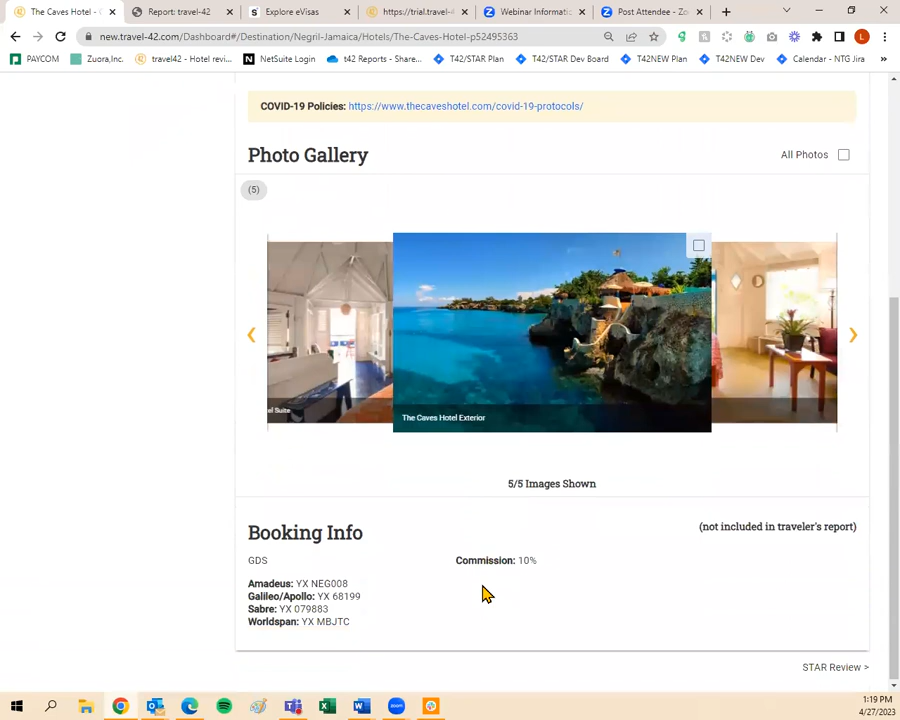 The Caves Hotel -
Report: travel-42
Explore eVisas
https://trial.travel-4
Webinar Informati
Post Attendee - Zo
new.travel-42.com/Dashboard#/Destination/Negril-Jamaica/Hotels/The-Caves-Hotel-p52495363
PAYCOM
Zuora,Inc.
travel42 - Hotel revi...
NetSuite Login
t42 Reports - Share...
T42/STAR Plan
T42/STAR Dev Board
T42NEW Plan
T42NEW Dev
Calendar - NTG Jira
»
COVID-19 Policies: https://www.thecaveshotel.com/covid-19-protocols/
Photo Gallery
All Photos
(5)
el Suite
The Caves Hotel Exterior
5/5 Images Shown
Booking Info
(not included in traveler's report)
GDS
Commission: 10%
Amadeus: YX NEG008
Galileo/Apollo: YX 68199
Sabre: YX 079883
Worldspan: YX MBJTC
STAR Review >
1:19 PM
4/27/2023